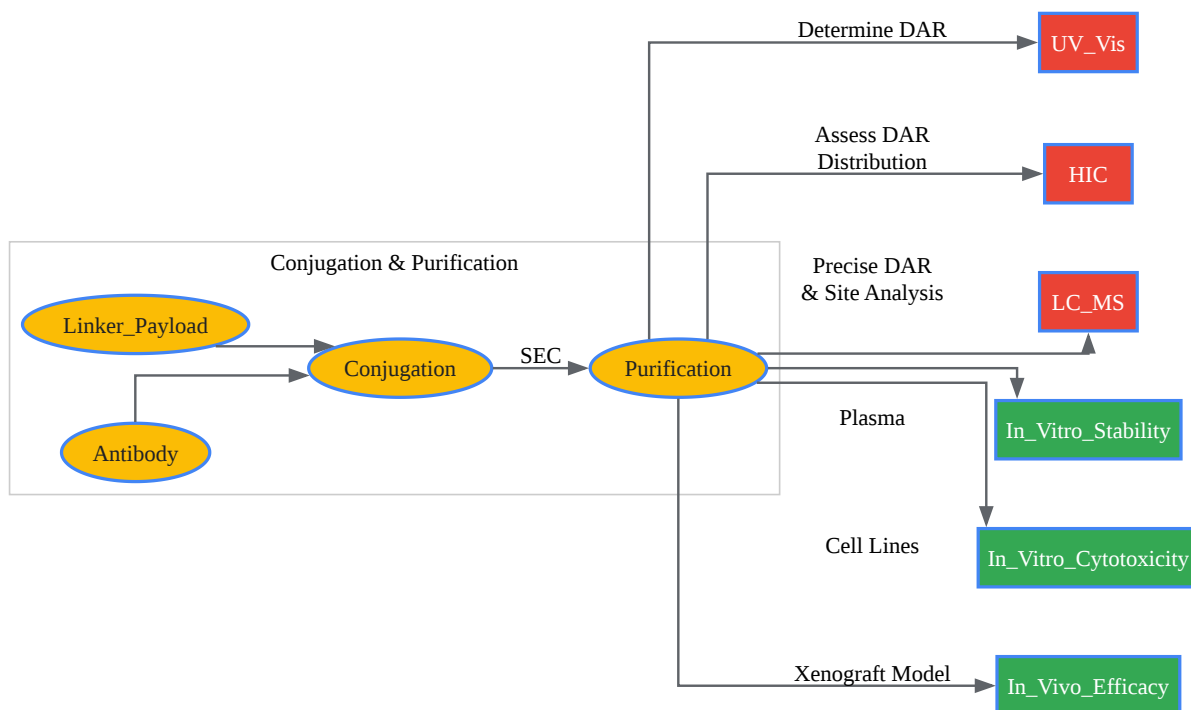 Determine DAR
UV_Vis
Assess DAR
Distribution
HIC
Conjugation & Purification
Precise DAR
& Site Analysis
LC_MS
Linker_Payload
Conjugation
SEC
Purification
Antibody
Plasma
In_Vitro_Stability
Cell Lines
In_Vitro_Cytotoxicity
Xenograft Model
In_Vivo_Efficacy